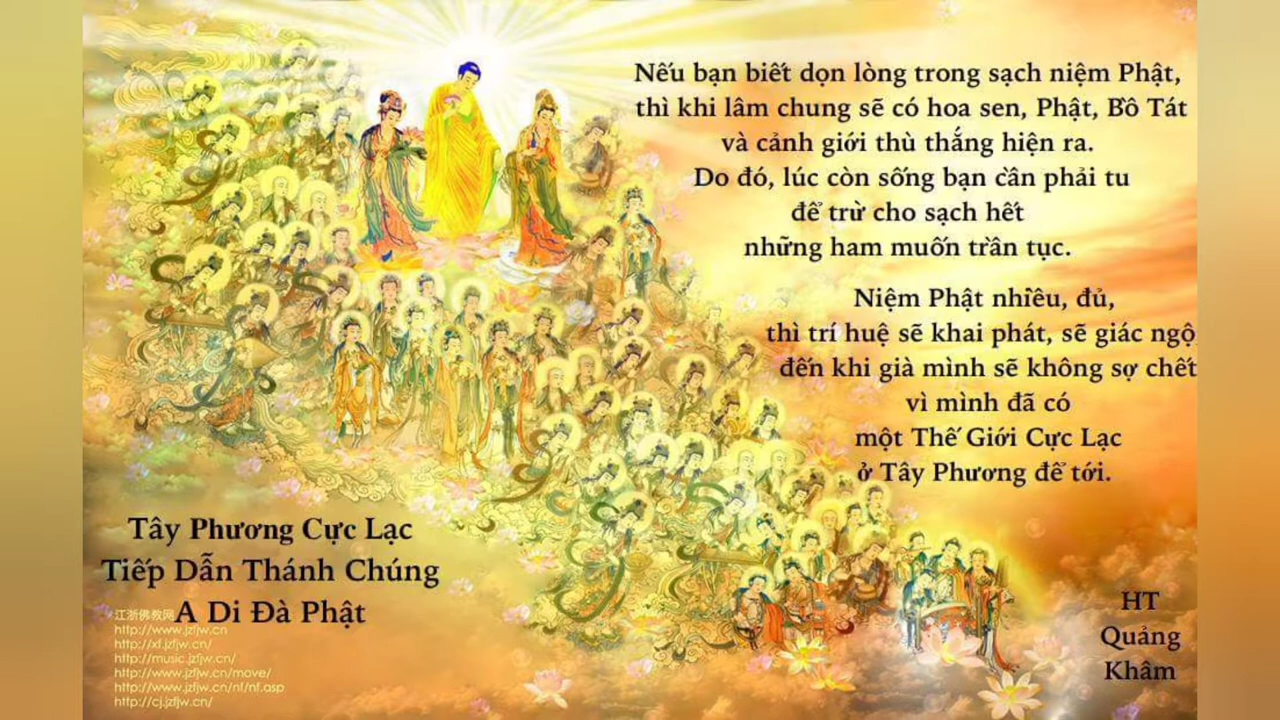 Nếu bạn biết dọn lòng trong sạch niệm Phật,
thì khi lâm chung sẽ có hoa sen, Phật, Bồ Tát
và cảnh giới thù thắng hiện ra.
Do đó, lúc còn sống bạn cần phải tu
để trừ cho sạch hết
những ham muốn trần tục.
Niệm Phật nhiều, đủ,
thì trí huệ sẽ khai phát, sẽ giác ngộ
đến khi già mình sẽ không sợ chết
vì mình đã có
một Thế Giới Cực Lạc
ở Tây Phương để tới.
Tây Phương Cực Lạc
Tiếp Dẫn Thánh Chúng
A Di Đà Phật
江浙佛教网
http://www.jzfjw.cn
http://xf.jzfjw.cn/
http://music.jzfjw.cn/
http://www.jzfjw.cn/move/
http://www.jzfjw.cn/nf/nf.asp
http://cj.jzfjw.cn/
HT
Quảng
Khâm